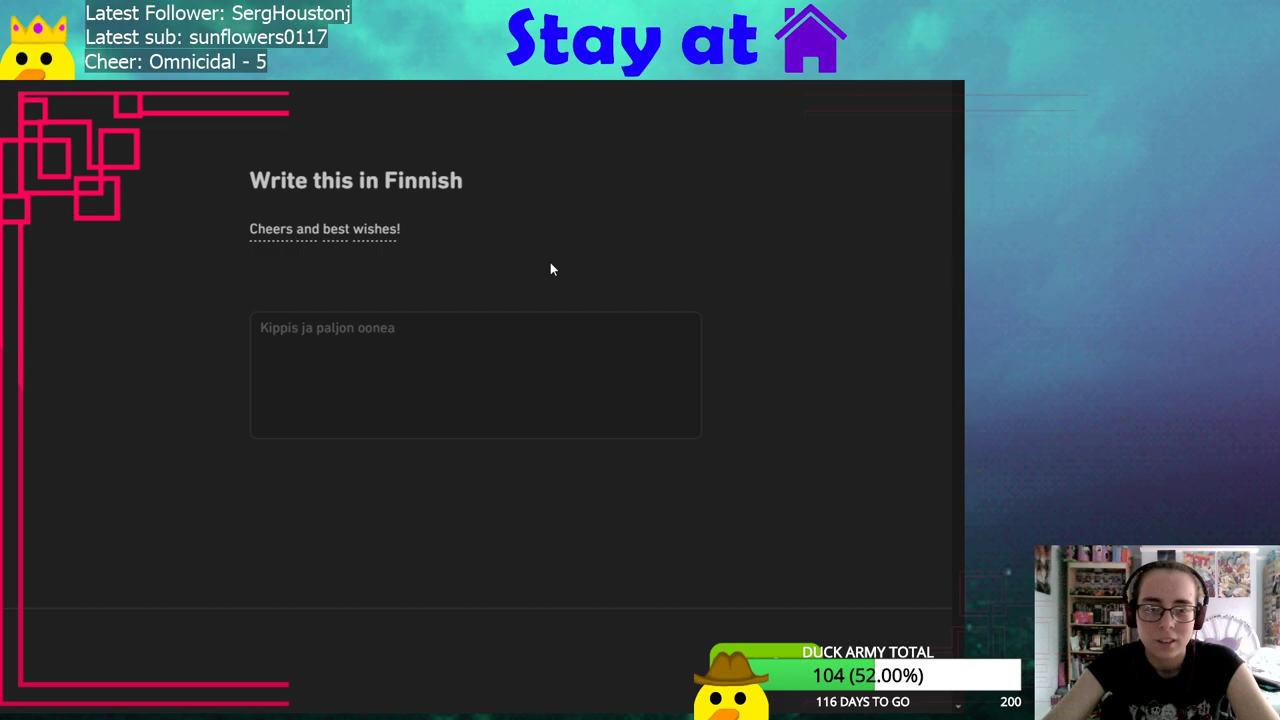 Latest Follower: SergHoustonj
Latest sub: sunflowers0117
Cheer: Omnicidal - 5
Stay at
Write this in Finnish
Cheers and best wishes!
Kippis ja paljon oonea
DUCK ARMY TOTAL
104 (52.00%)
116 DAYS TO GO
200